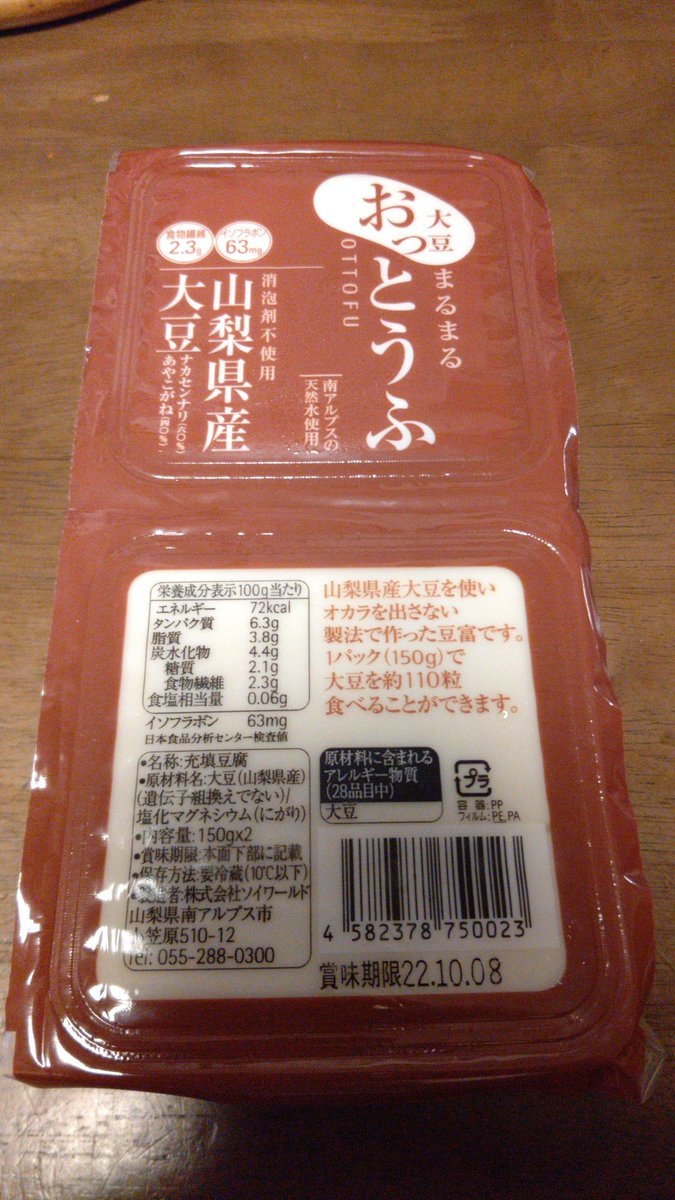 大豆
まるまる
おっとうふ
OTTOFU
南アルプスの
天然水使用
消泡剤不使用
山梨県産
大豆
ナカセンナリ(六〇%)
あやこがね(四〇%)
イソフラボン
63mg
食物繊維
2.3g
栄養成分表示100g当たり
エネルギー 72kcal
タンパク質 6.3g
脂質 3.8g
炭水化物 4.4g
糖質 2.1g
食物繊維 2.3g
食塩相当量 0.06g
イソフラボン 63mg
日本食品分析センター検査値
山梨県産大豆を使い
オカラを出さない
製法で作った豆富です。
1パック(150g)で
大豆を約110粒
食べることができます。
•名称:充填豆腐
•原材料名:大豆(山梨県産)
(遺伝子組換えでない)/
塩化マグネシウム(にがり)
•内容量:150gx2
•賞味期限:本面下部に記載
•保存方法:要冷蔵(10℃以下)
•製造者:株式会社ソイワールド
山梨県南アルプス市
小笠原510-12
Tel: 055-288-0300
原材料に含まれる
アレルギー物質
(28品目中)
大豆
プラ
容器:PP
フィルム:PE,PA
4 582378 750023
賞味期限22.10.08